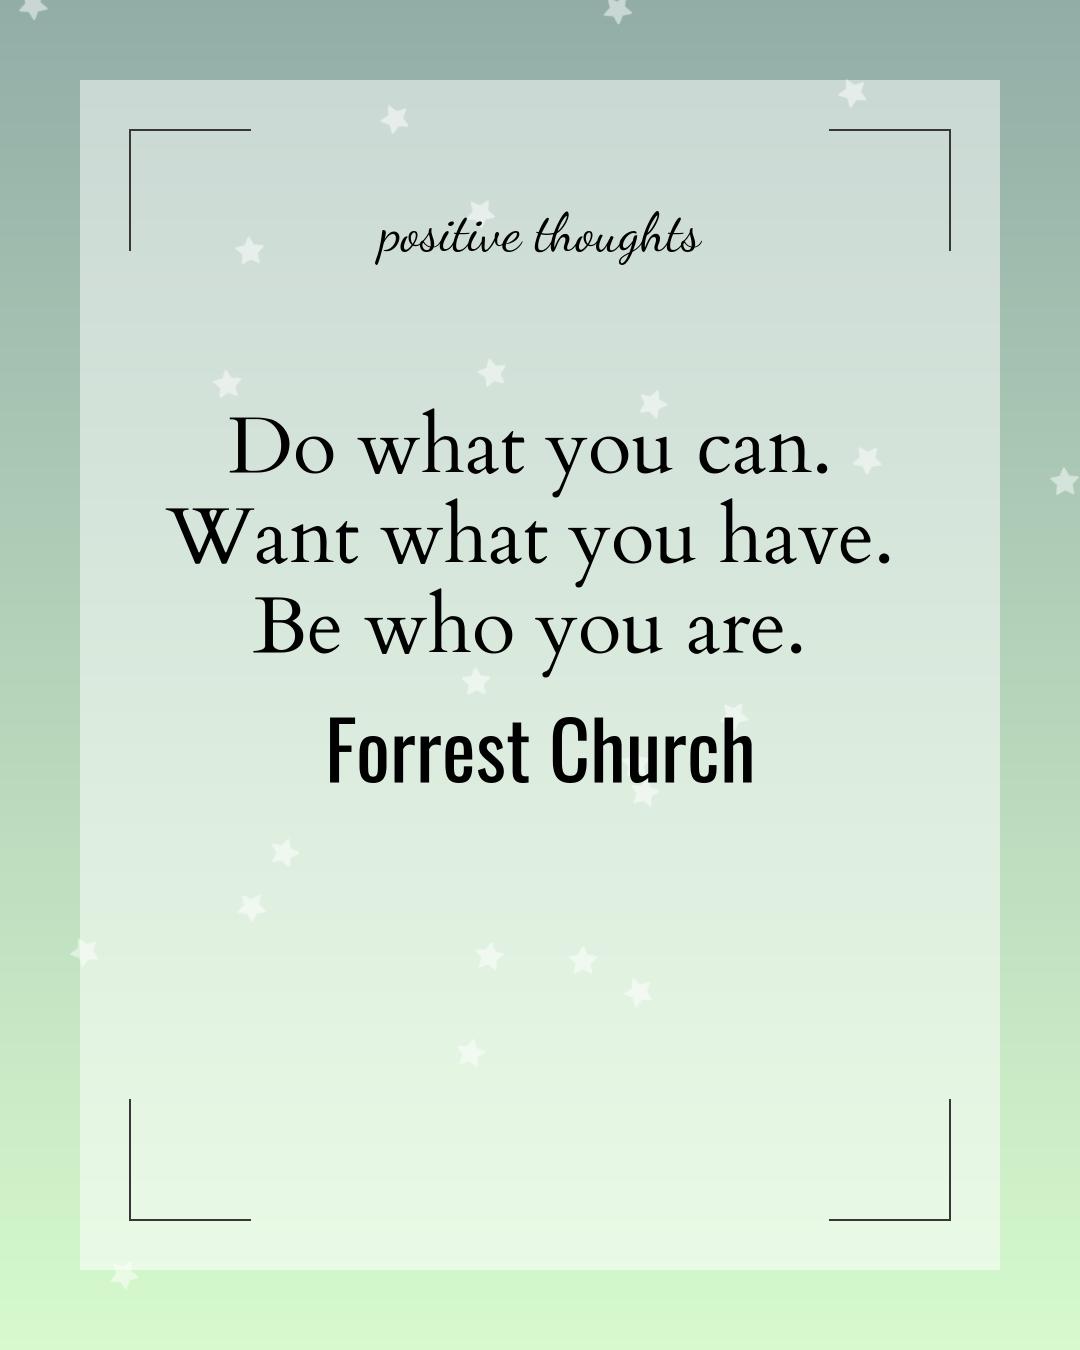 positive thoughts
Do what you can.
Want what you have.
Be who you are.
Forrest Church